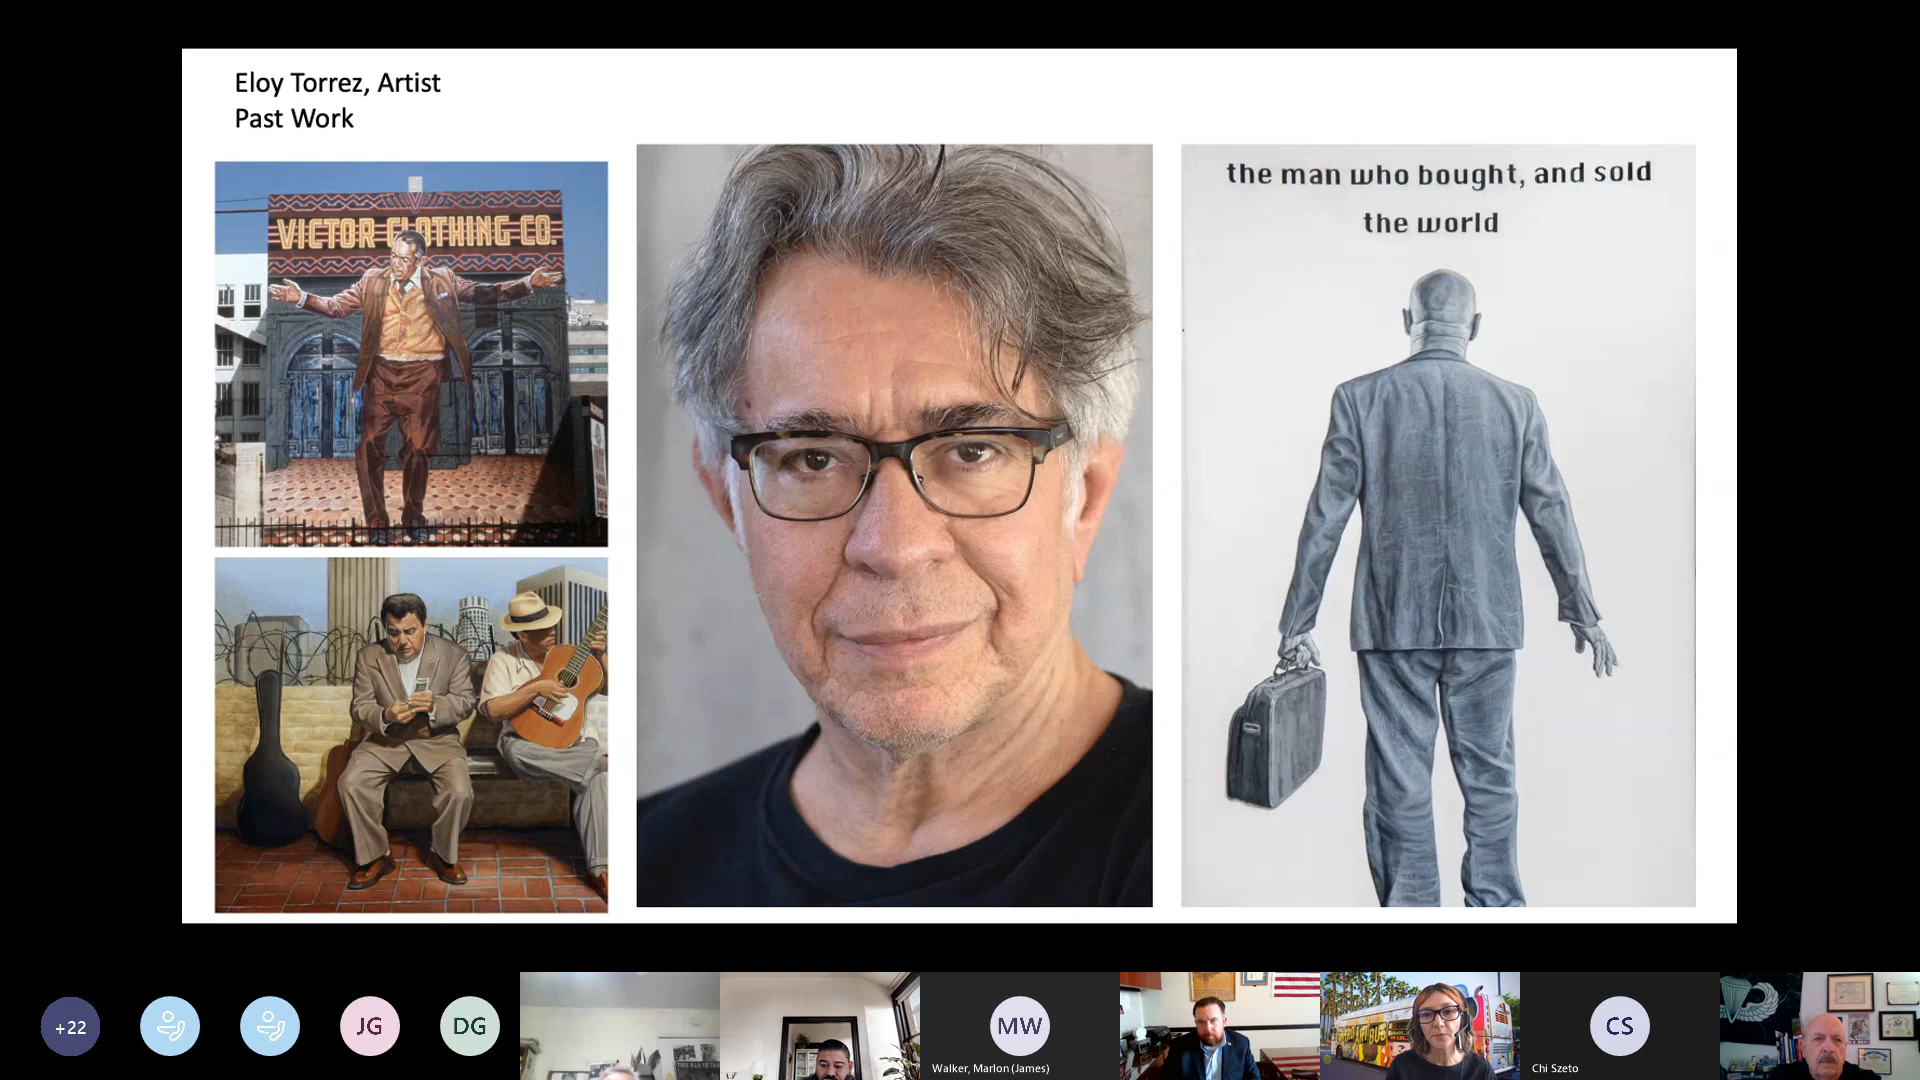 Eloy Torrez, Artist
Past Work
VICTOR CLOTHING CO.
the man who bought, and sold
the world
+22
JG
DG
MW
Walker, Marlon (James)
CS
Chi Szeto